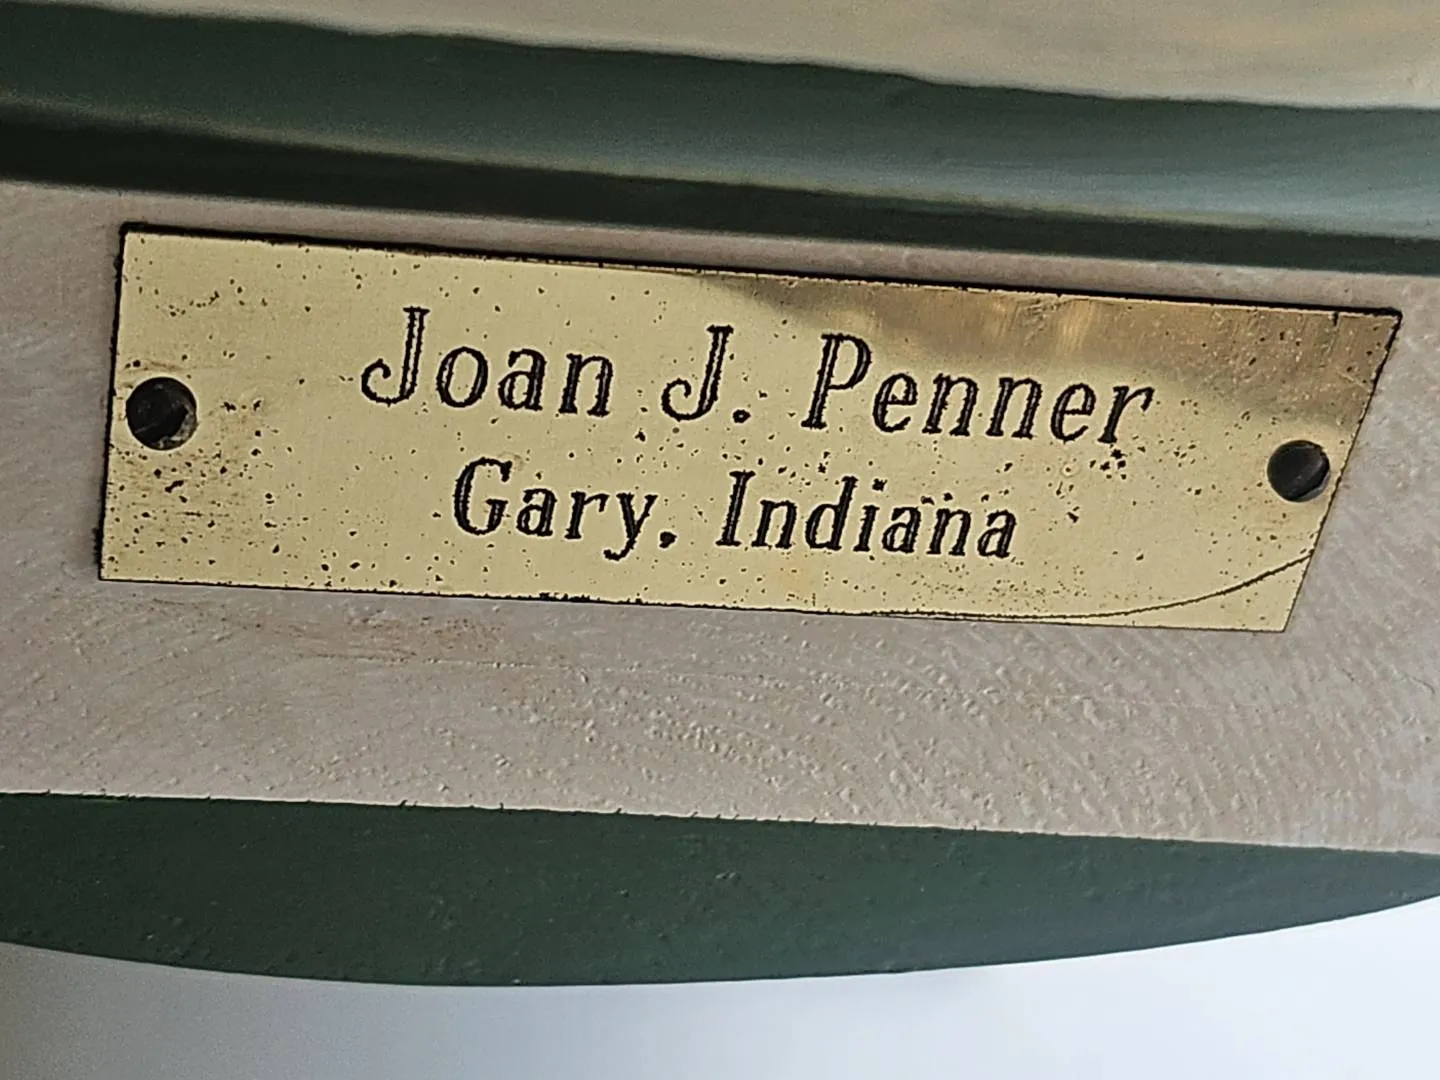 Joan J. Penner
Gary, Indiana